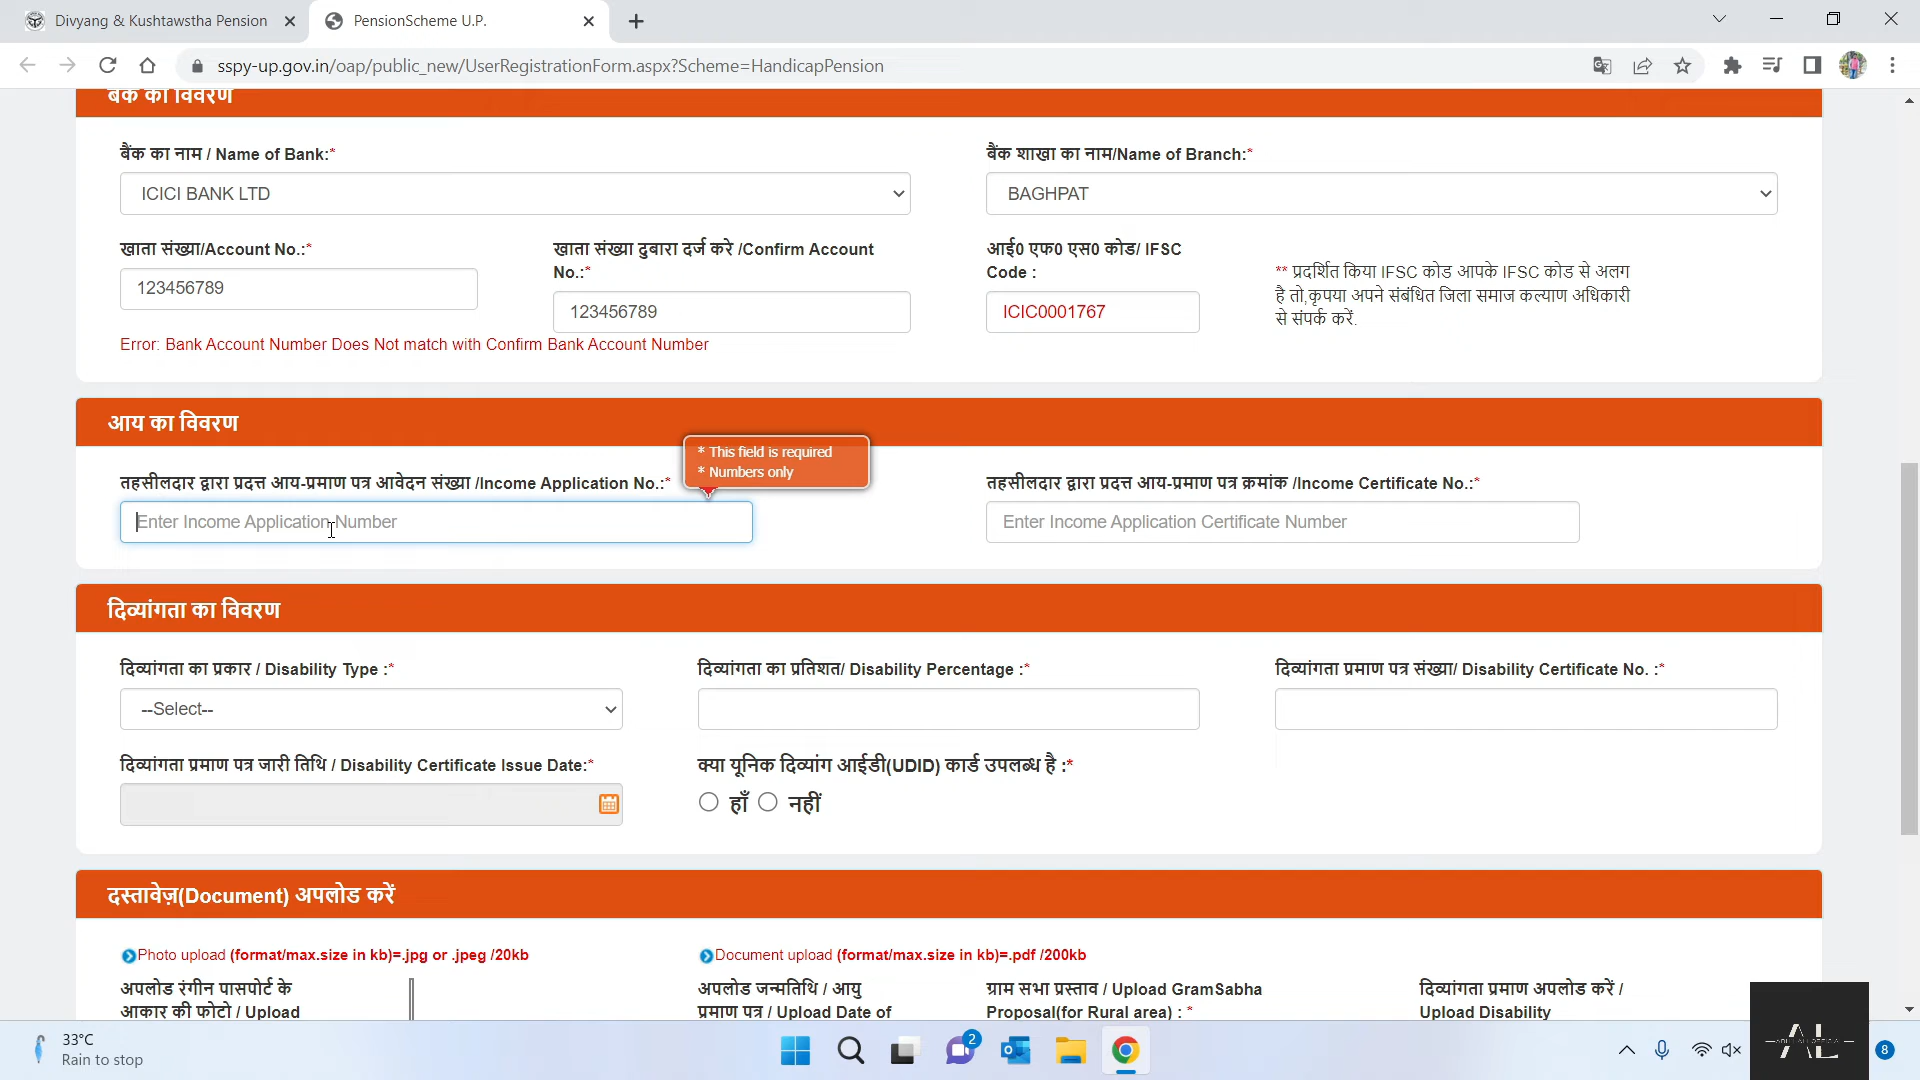 Divyang & Kushtawstha Pension
PensionScheme U.P.
sspy-up.gov.in/oap/public_new/UserRegistrationForm.aspx?Scheme=HandicapPension
बैंक का विवरण
बैंक का नाम / Name of Bank:*
बैंक शाखा का नाम/Name of Branch:*
ICICI BANK LTD
BAGHPAT
खाता संख्या/Account No.:*
खाता संख्या दुबारा दर्ज करे /Confirm Account
No.:*
आई0 एफ0 एस0 कोड/ IFSC
Code :
** प्रदर्शित किया IFSC कोड आपके IFSC कोड से अलग
है तो,कृपया अपने संबंधित जिला समाज कल्याण अधिकारी
से संपर्क करें.
123456789
123456789
ICIC0001767
Error: Bank Account Number Does Not match with Confirm Bank Account Number
आय का विवरण
* This field is required
* Numbers only
तहसीलदार द्वारा प्रदत्त आय-प्रमाण पत्र आवेदन संख्या /Income Application No.:*
तहसीलदार द्वारा प्रदत्त आय-प्रमाण पत्र क्रमांक /Income Certificate No.:*
Enter Income Application Number
Enter Income Application Certificate Number
दिव्यांगता का विवरण
दिव्यांगता का प्रकार / Disability Type :*
दिव्यांगता का प्रतिशत/ Disability Percentage :*
दिव्यांगता प्रमाण पत्र संख्या/ Disability Certificate No. :*
--Select--
दिव्यांगता प्रमाण पत्र जारी तिथि / Disability Certificate Issue Date:*
क्या यूनिक दिव्यांग आईडी(UDID) कार्ड उपलब्ध है :*
हाँ नहीं
दस्तावेज़(Document) अपलोड करें
Photo upload (format/max.size in kb)=.jpg or .jpeg /20kb
Document upload (format/max.size in kb)=.pdf /200kb
अपलोड रंगीन पासपोर्ट के
आकार की फोटो / Upload
अपलोड जन्मतिथि / आयु
प्रमाण पत्र / Upload Date of
ग्राम सभा प्रस्ताव / Upload GramSabha
Proposal(for Rural area) : *
दिव्यांगता प्रमाण अपलोड करें /
Upload Disability
33°C
Rain to stop
2
AL
8